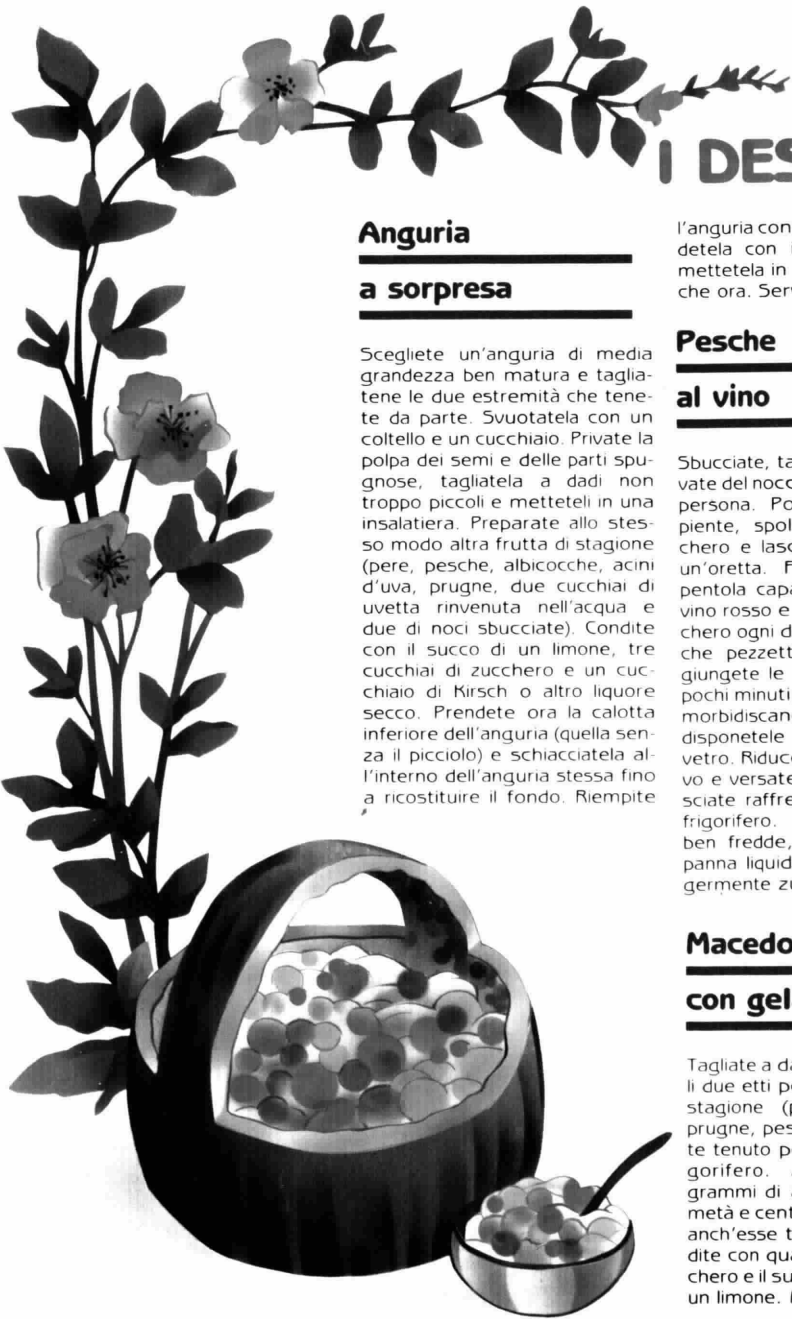 I DES
Anguria
a sorpresa
Scegliete un'anguria di media
grandezza ben matura e taglia-
tene le due estremità che tene-
te da parte. Svuotatela con un
coltello e un cucchiaio. Private la
polpa dei semi e delle parti spu-
gnose, tagliatela a dadi non
troppo piccoli e metteteli in una
insalatiera. Preparate allo stes-
so modo altra frutta di stagione
(pere, pesche, albicocche, acini
d'uva, prugne, due cucchiai di
uvetta rinvenuta nell'acqua e
due di noci sbucciate). Condite
con il succo di un limone, tre
cucchiai di zucchero e un cuc-
chiaio di Kirsch o altro liquore
secco. Prendete ora la calotta
inferiore dell'anguria (quella sen-
za il picciolo) e schiacciatela al-
l'interno dell'anguria stessa fino
a ricostituire il fondo. Riempite
l'anguria con
detela con
mettetela in
che ora. Ser
Pesche
al vino
Sbucciate, ta
vate del nocc
persona. Po
piente, spol
chero e lasc
un'oretta. F
pentola capa
vino rosso e
chero ogni d
che pezzett
giungete le
pochi minuti
morbidiscan
disponetele
vetro. Riduc
vo e versate
sciate raffre
frigorifero.
ben fredde,
panna liquid
germente zu
Macedo
con gel
Tagliate a da
li due etti pe
stagione (p
prugne, pes
te tenuto pe
gorifero.
grammi di
metà e cent
anch'esse t
dite con qua
chero e il su
un limone.